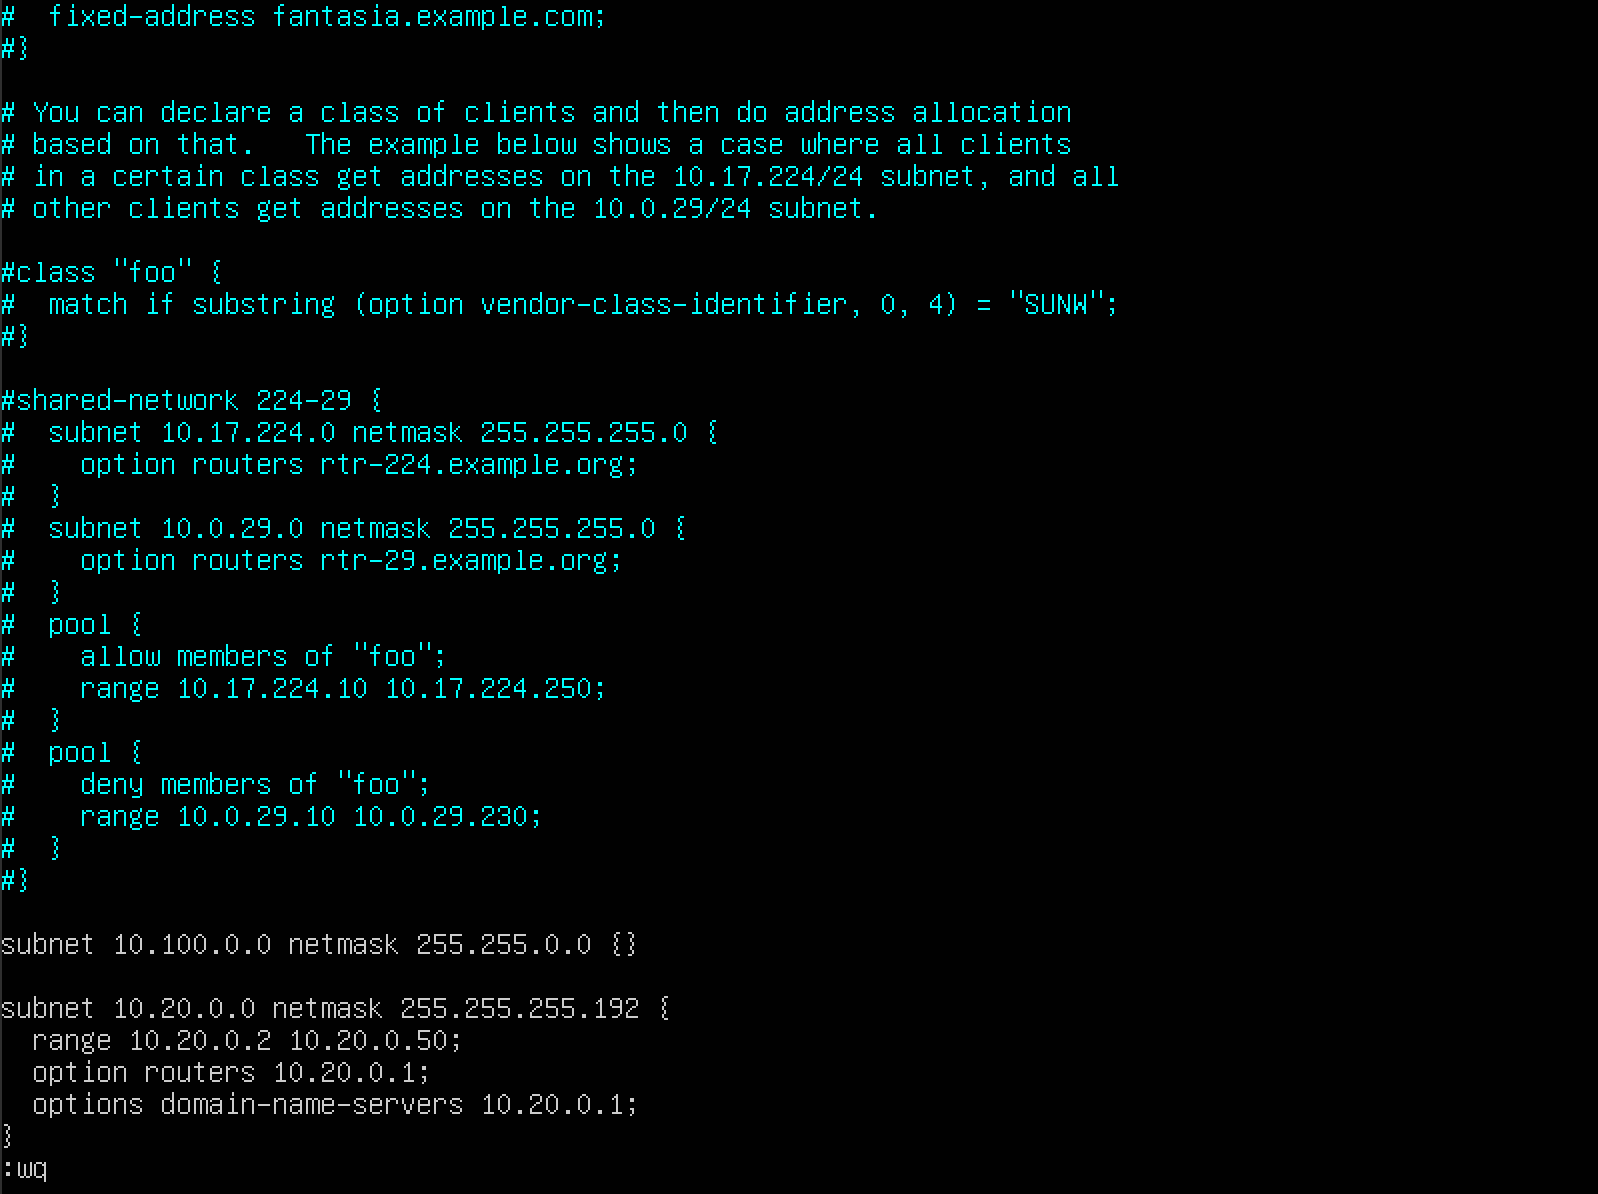 #  fixed-address fantasia.example.com;
#}
# You can declare a class of clients and then do address allocation
# based on that.   The example below shows a case where all clients
# in a certain class get addresses on the 10.17.224/24 subnet, and all
# other clients get addresses on the 10.0.29/24 subnet.
#class "foo" {
#  match if substring (option vendor-class-identifier, 0, 4) = "SUNW";
#}
#shared-network 224-29 {
#  subnet 10.17.224.0 netmask 255.255.255.0 {
#    option routers rtr-224.example.org;
#  }
#  subnet 10.0.29.0 netmask 255.255.255.0 {
#    option routers rtr-29.example.org;
#  }
#  pool {
#    allow members of "foo";
#    range 10.17.224.10 10.17.224.250;
#  }
#  pool {
#    deny members of "foo";
#    range 10.0.29.10 10.0.29.230;
#  }
#}
subnet 10.100.0.0 netmask 255.255.0.0 {}
subnet 10.20.0.0 netmask 255.255.255.192 {
  range 10.20.0.2 10.20.0.50;
  option routers 10.20.0.1;
  options domain-name-servers 10.20.0.1;
}
:wq